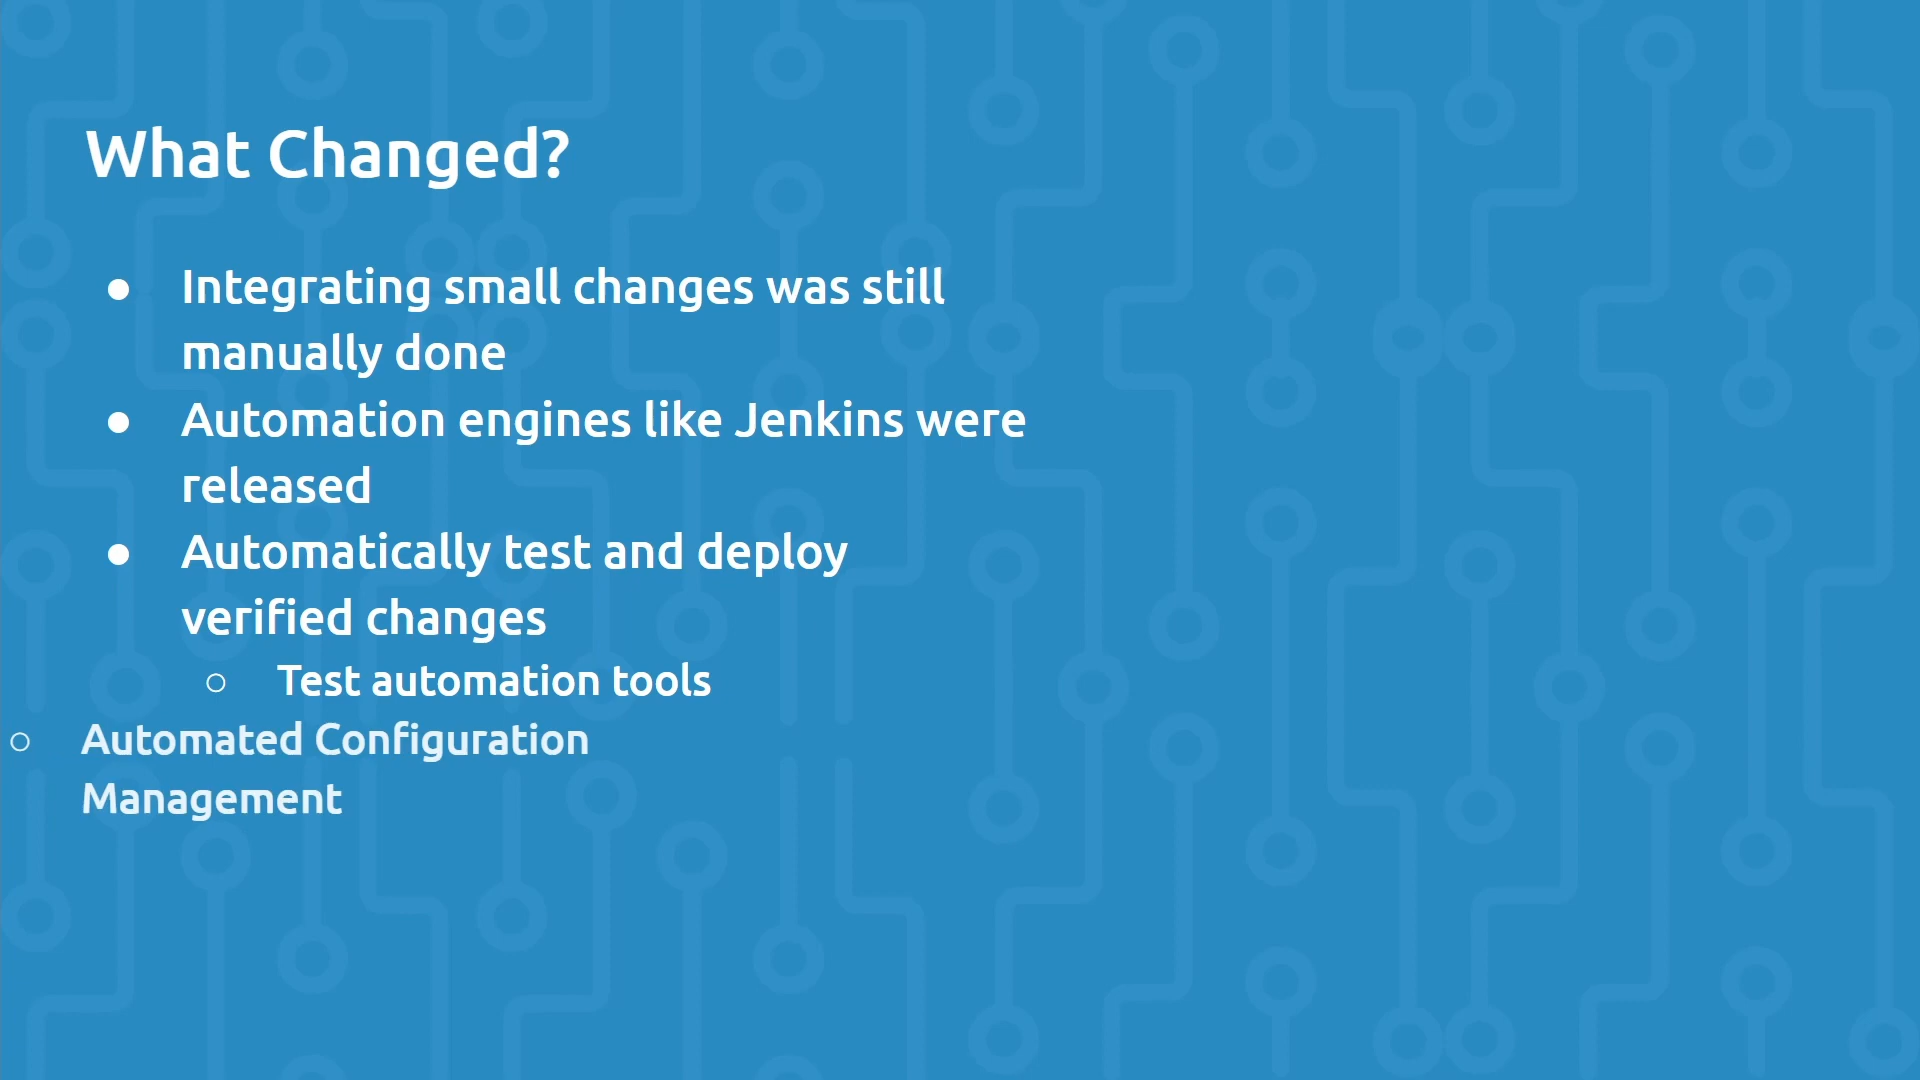 What Changed?
● Integrating small changes was still
manually done
● Automation engines like Jenkins were
released
● Automatically test and deploy
verified changes
○ Test automation tools
○ Automated Configuration
Management